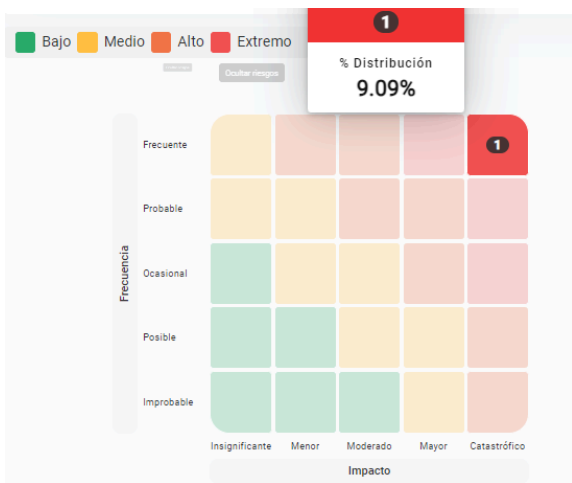 1
Bajo Medio Alto Extremo
% Distribución
9.09%
Ocultar riesgos
Frecuente
1
Probable
Ocasional
Frecuencia
Posible
Improbable
Insignificante Menor Moderado Mayor Catastrófico
Impacto